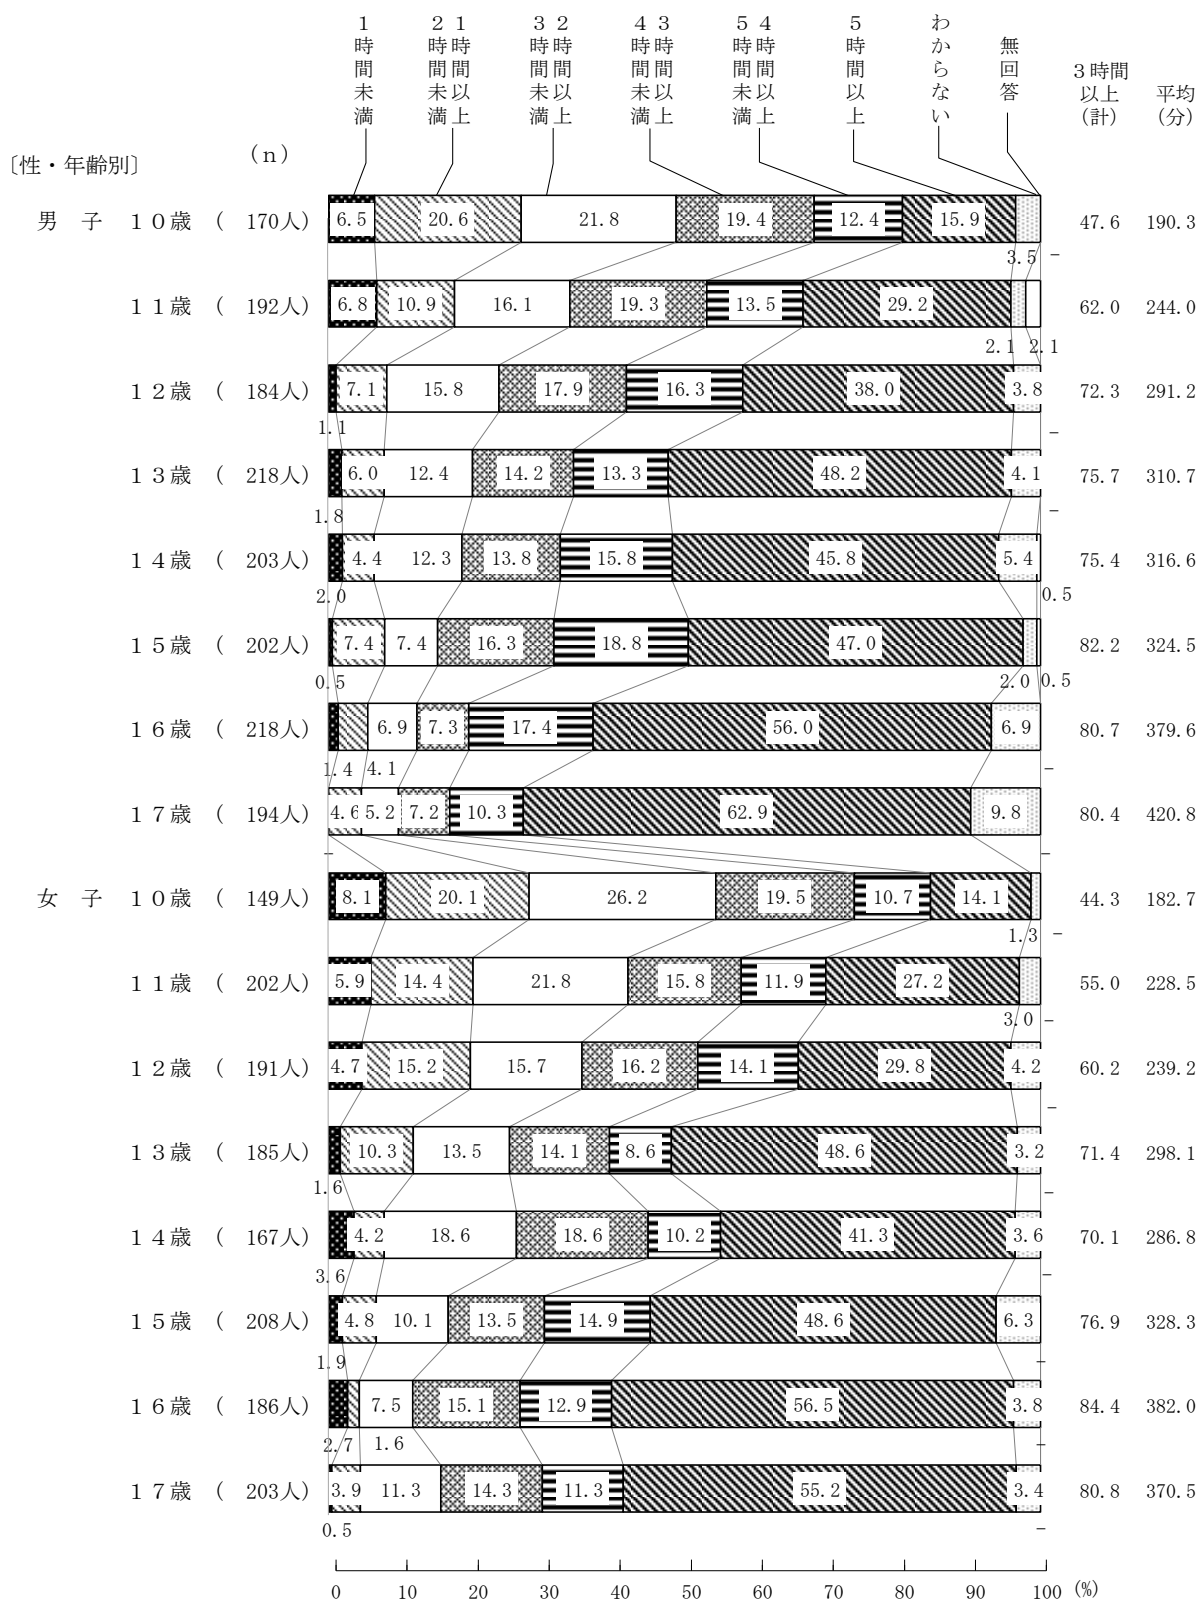 1時間未満
1時間以上
2時間未満
2時間以上
3時間未満
3時間以上
4時間未満
4時間以上
5時間未満
5時間以上
わからない
無回答
3時間以上(計)
平均(分)
〔性・年齢別〕 (n)
男子 10歳 ( 170人) 6.5 20.6 21.8 19.4 12.4 15.9 47.6 190.3
3.5 −
11歳 ( 192人) 6.8 10.9 16.1 19.3 13.5 29.2 62.0 244.0
2.1 2.1
12歳 ( 184人) 7.1 15.8 17.9 16.3 38.0 3.8 72.3 291.2
1.1 −
13歳 ( 218人) 6.0 12.4 14.2 13.3 48.2 4.1 75.7 310.7
1.8 −
14歳 ( 203人) 4.4 12.3 13.8 15.8 45.8 5.4 75.4 316.6
2.0 0.5
15歳 ( 202人) 7.4 7.4 16.3 18.8 47.0 82.2 324.5
0.5 2.0 0.5
16歳 ( 218人) 6.9 7.3 17.4 56.0 6.9 80.7 379.6
1.4 4.1 −
17歳 ( 194人) 4.6 5.2 7.2 10.3 62.9 9.8 80.4 420.8
− −
女子 10歳 ( 149人) 8.1 20.1 26.2 19.5 10.7 14.1 44.3 182.7
1.3 −
11歳 ( 202人) 5.9 14.4 21.8 15.8 11.9 27.2 55.0 228.5
3.0 −
12歳 ( 191人) 4.7 15.2 15.7 16.2 14.1 29.8 4.2 60.2 239.2
−
13歳 ( 185人) 10.3 13.5 14.1 8.6 48.6 3.2 71.4 298.1
1.6 −
14歳 ( 167人) 4.2 18.6 18.6 10.2 41.3 3.6 70.1 286.8
3.6 −
15歳 ( 208人) 4.8 10.1 13.5 14.9 48.6 6.3 76.9 328.3
1.9 −
16歳 ( 186人) 7.5 15.1 12.9 56.5 3.8 84.4 382.0
2.7 1.6 −
17歳 ( 203人) 3.9 11.3 14.3 11.3 55.2 3.4 80.8 370.5
0.5 −
0 10 20 30 40 50 60 70 80 90 100 (%)